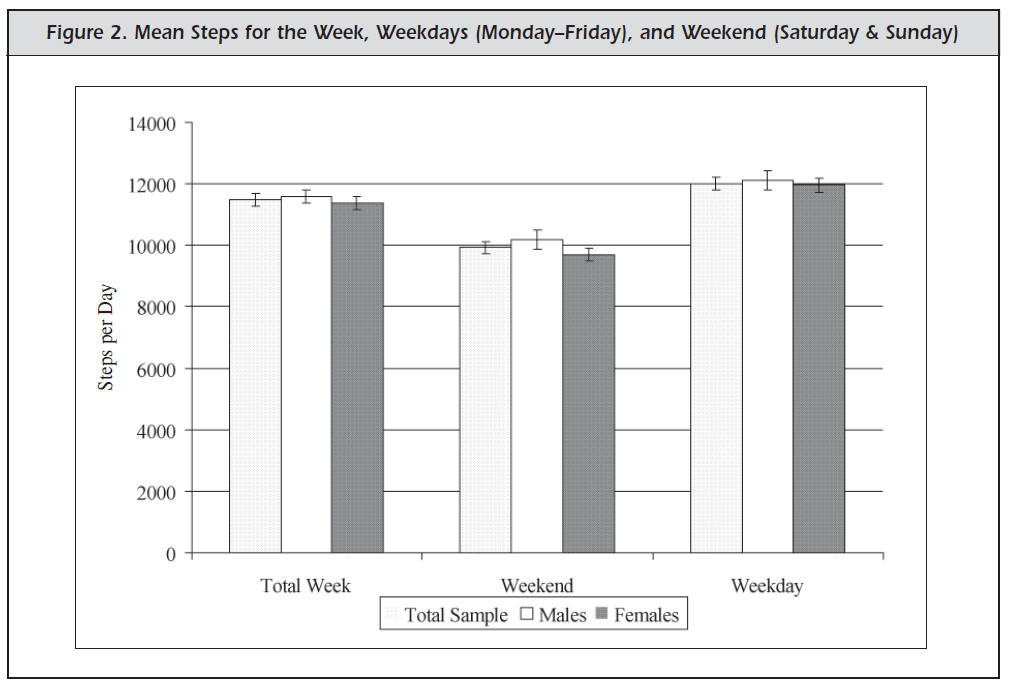 Figure 2. Mean Steps for the Week, Weekdays (Monday–Friday), and Weekend (Saturday & Sunday)
14000
12000
10000
8000
6000
4000
2000
0
Steps per Day
Total Week Weekend Weekday
Total Sample Males Females